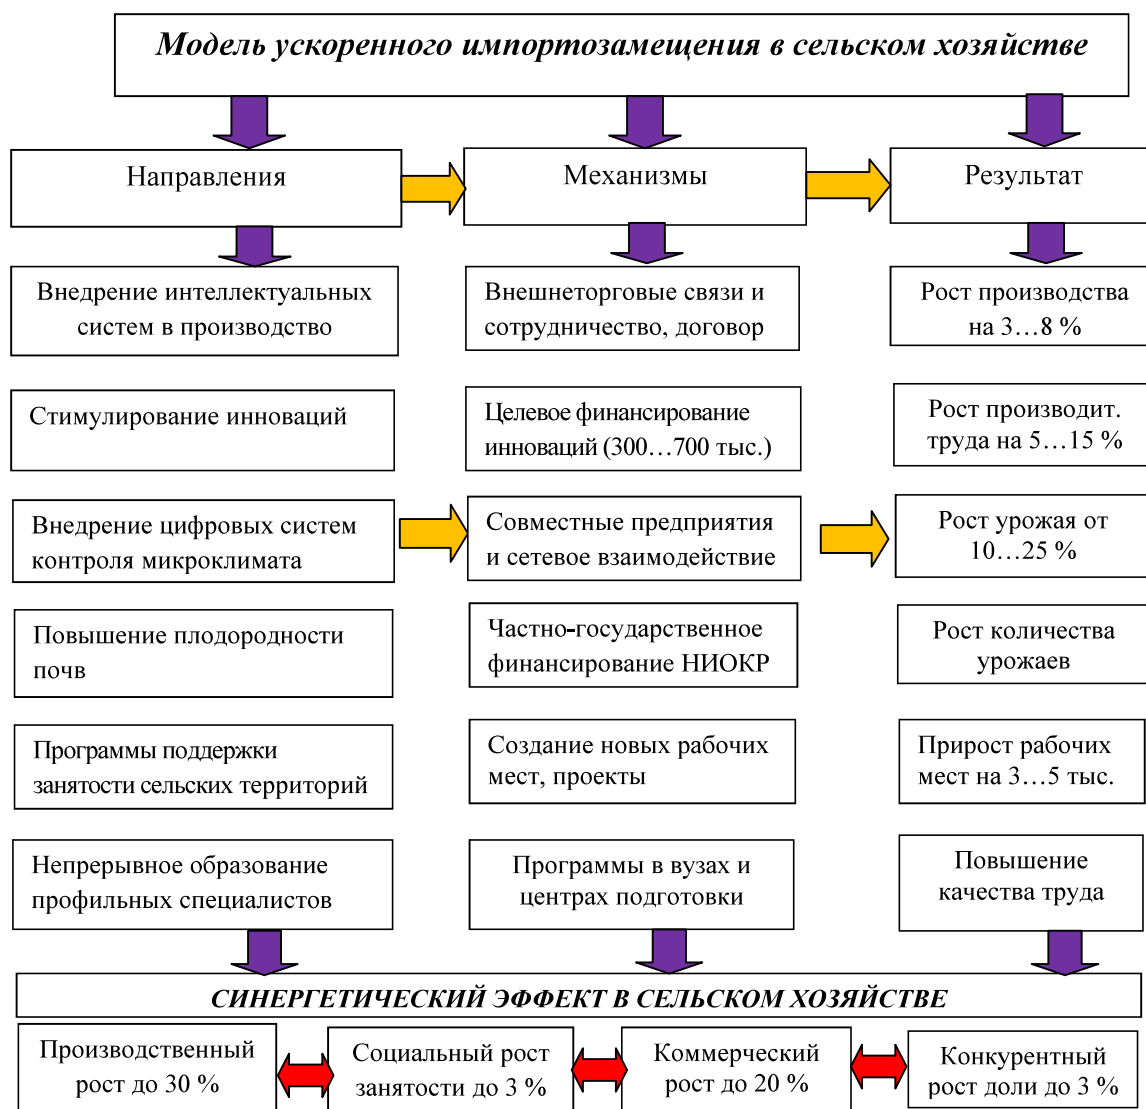 Модель ускоренного импортозамещения в сельском хозяйстве
Направления
Механизмы
Результат
Внедрение интеллектуальных
систем в производство
Внешнеторговые связи и
сотрудничество, договор
Рост производства
на 3…8 %
Стимулирование инноваций
Целевое финансирование
инноваций (300…700 тыс.)
Рост производит.
труда на 5…15 %
Внедрение цифровых систем
контроля микроклимата
Совместные предприятия
и сетевое взаимодействие
Рост урожая от
10…25 %
Повышение плодородности
почв
Частно-государственное
финансирование НИОКР
Рост количества
урожаев
Программы поддержки
занятости сельских территорий
Создание новых рабочих
мест, проекты
Прирост рабочих
мест на 3…5 тыс.
Непрерывное образование
профильных специалистов
Программы в вузах и
центрах подготовки
Повышение
качества труда
СИНЕРГЕТИЧЕСКИЙ ЭФФЕКТ В СЕЛЬСКОМ ХОЗЯЙСТВЕ
Производственный
рост до 30 %
Социальный рост
занятости до 3 %
Коммерческий
рост до 20 %
Конкурентный
рост доли до 3 %